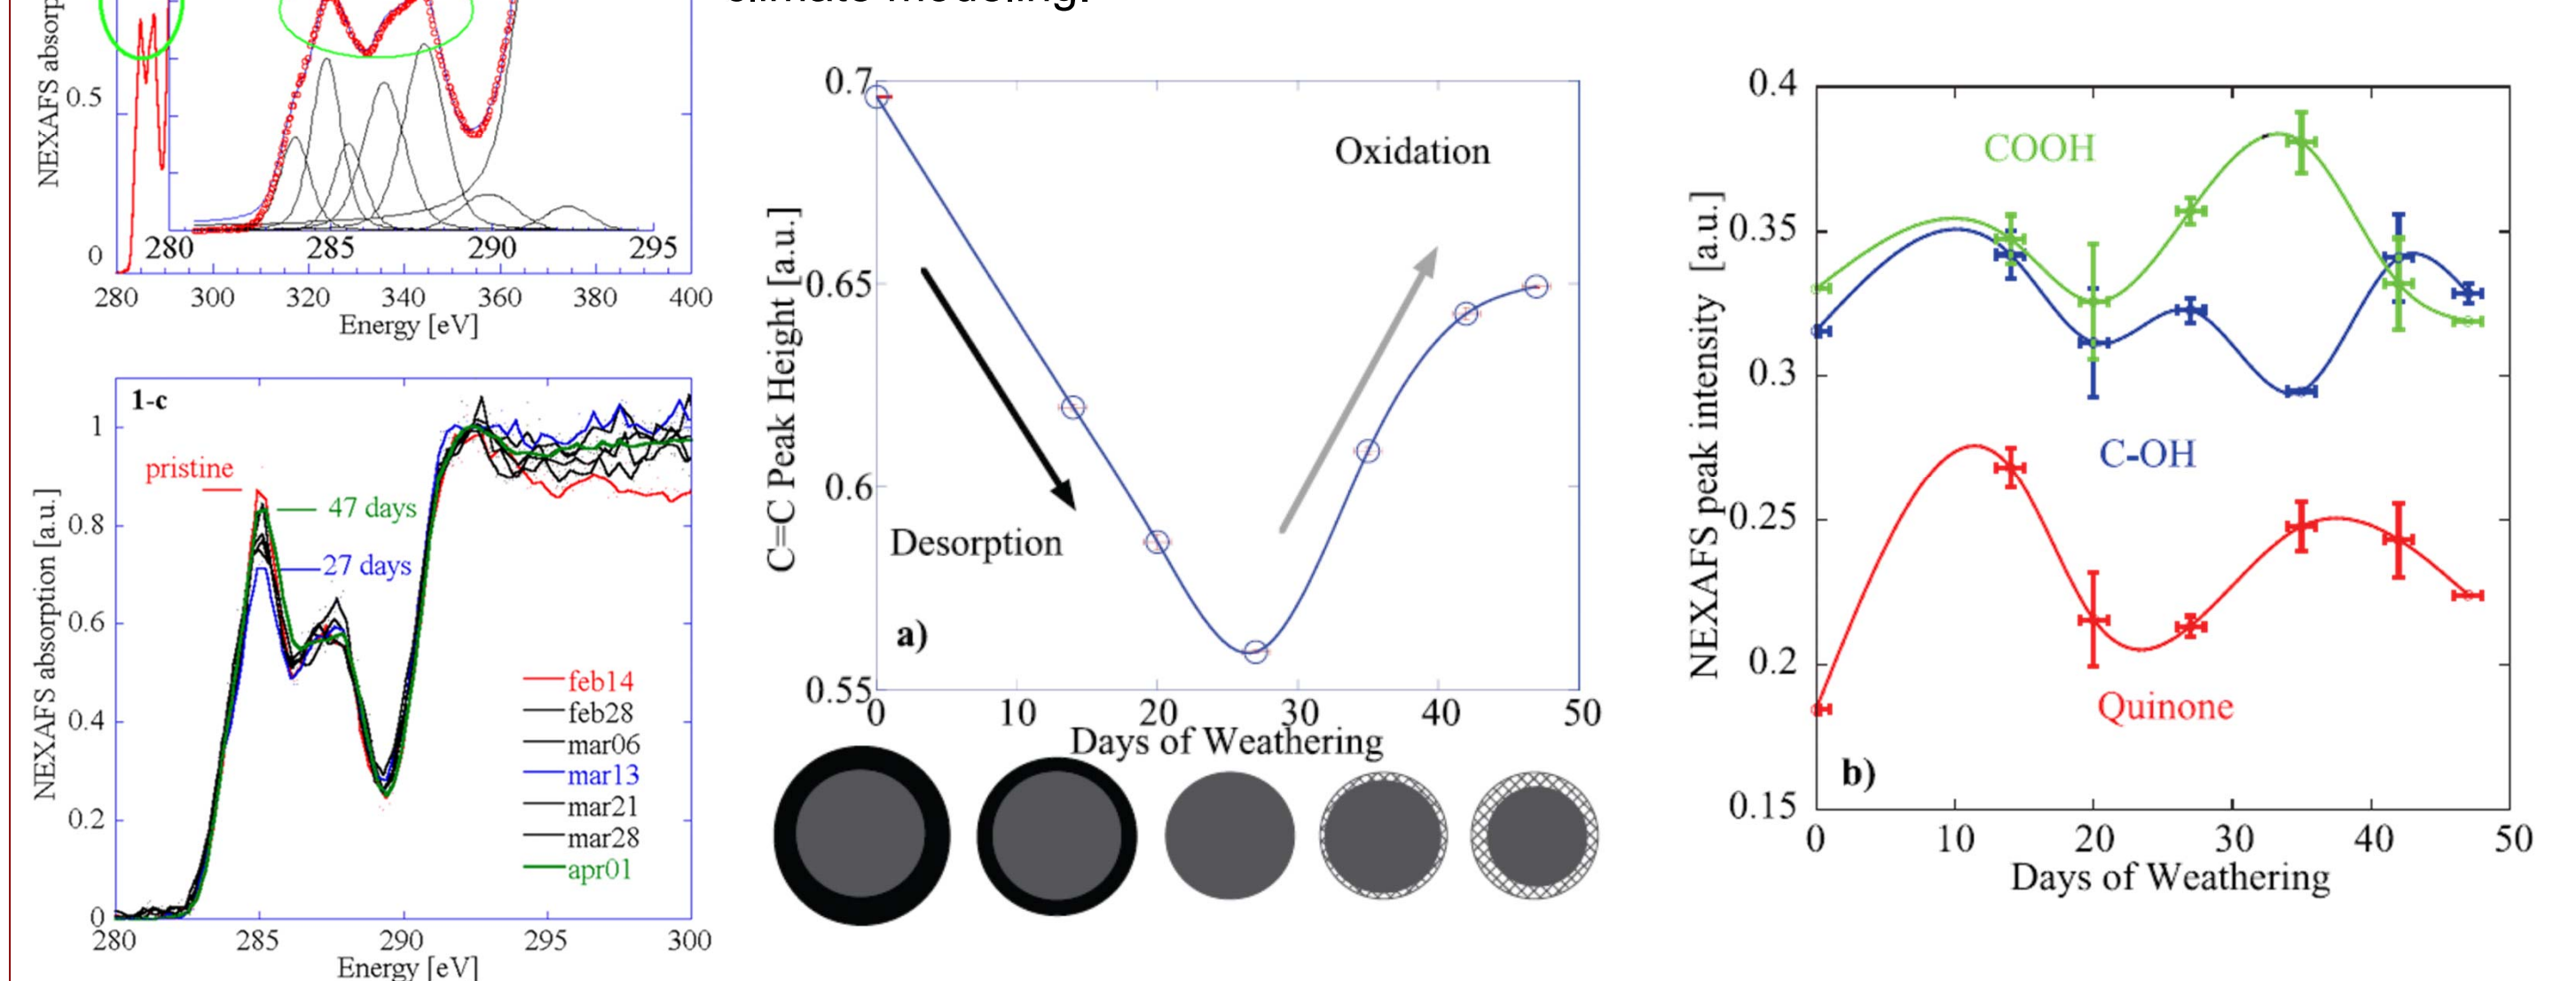 climate modeling.
NEXAFS absorp
0.5
0
280 285 290 295
280 300 320 340 360 380 400
Energy [eV]
1-c
pristine
47 days
27 days
feb14
feb28
mar06
mar13
mar21
mar28
apr01
NEXAFS absorption [a.u.]
1
0.8
0.6
0.4
0.2
0
280 285 290 295 300
Energy [eV]
C=C Peak Height [a.u.]
0.7
0.65
0.6
0.55
Oxidation
Desorption
a)
0 10 20 30 40 50
Days of Weathering
NEXAFS peak intensity [a.u.]
0.4
0.35
0.3
0.25
0.2
0.15
COOH
C-OH
Quinone
b)
0 10 20 30 40 50
Days of Weathering